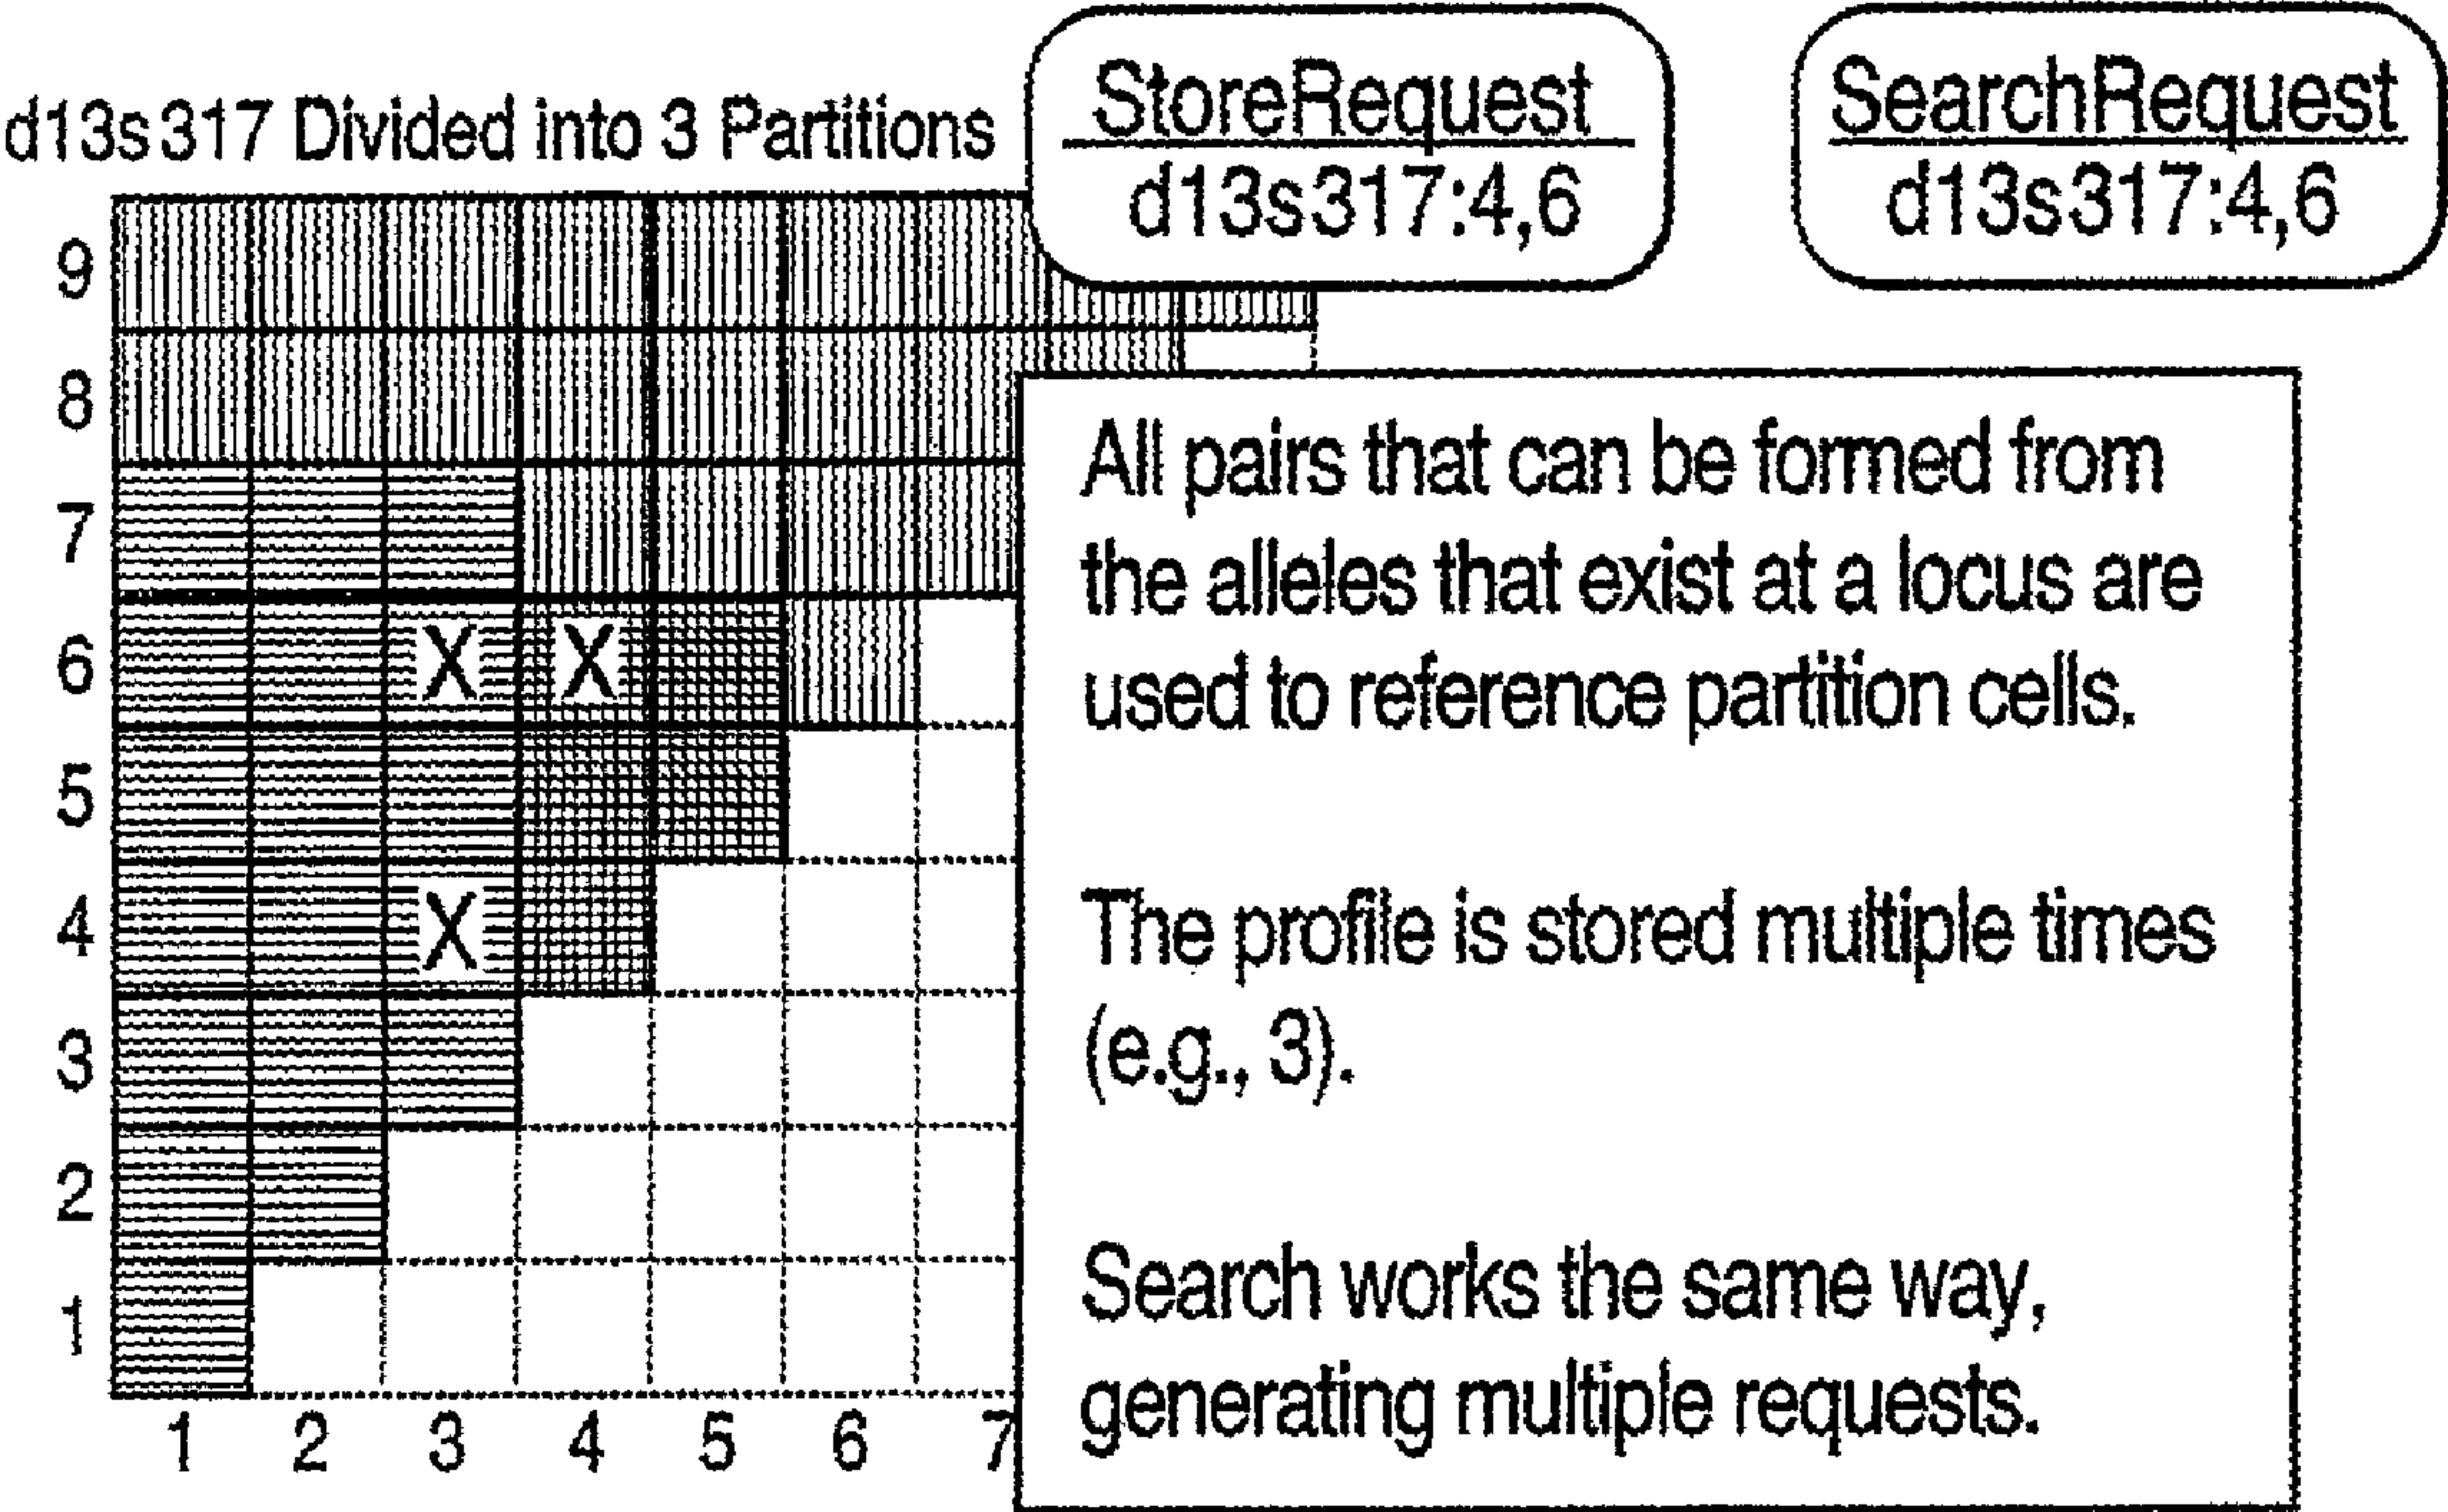 d13s317 Divided into 3 Partitions
StoreRequest
d13s317:4,6
SearchRequest
d13s317:4,6
9
8
7
6
5
4
3
2
1
X X
X
1 2 3 4 5 6 7
All pairs that can be formed from
the alleles that exist at a locus are
used to reference partition cells.
The profile is stored multiple times
(e.g., 3).
Search works the same way,
generating multiple requests.